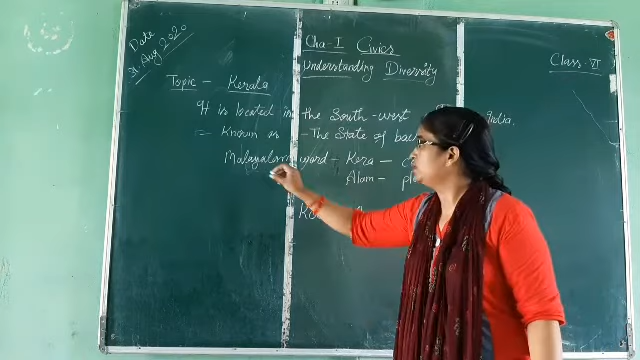 Date
31 Aug 2020
Cha-I Civics
Class-VI
Understanding Diversity
Topic - Kerala
It is located in the South-west India.
= Known as - The State of bac
Malayalam word - Kera -
Alam -